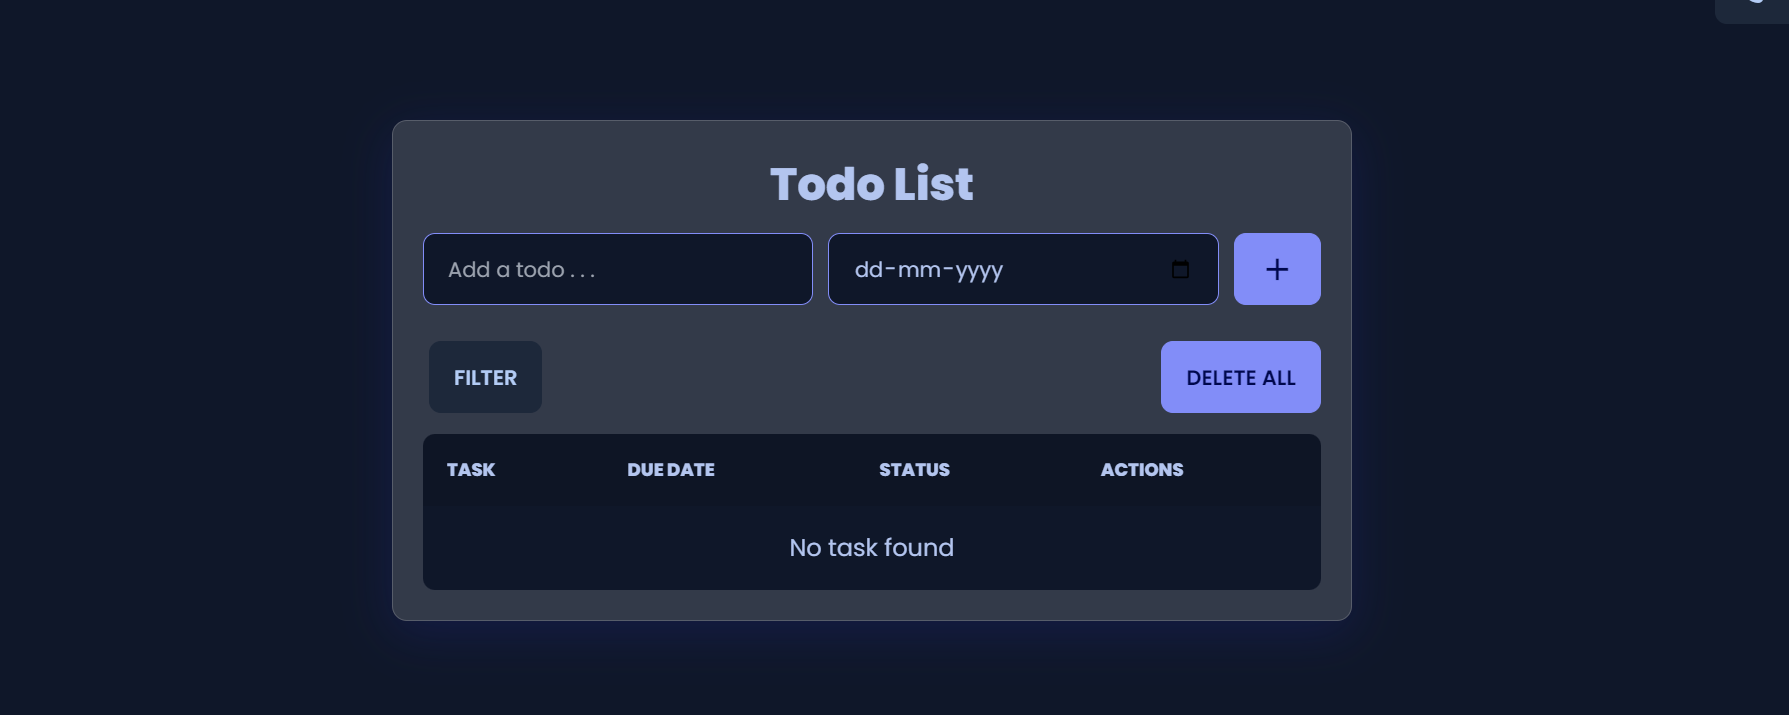 Todo List
Add a todo . . .
dd-mm-yyyy
+
FILTER
DELETE ALL
TASK DUE DATE STATUS ACTIONS
No task found